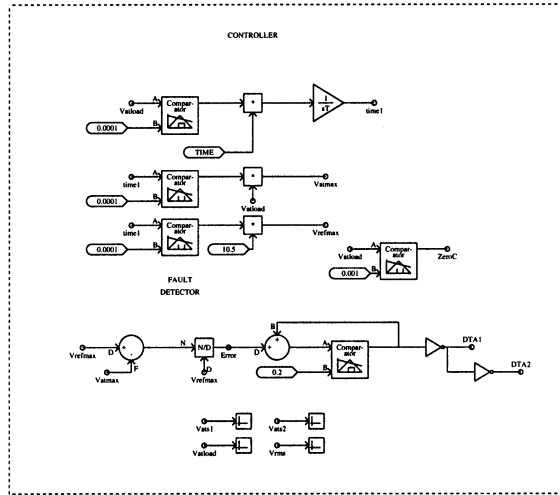 CONTROLLER
A
Compar-
ator
Vatload
B
0.0001
*
1
sT
time1
TIME
A
Compar-
ator
time1
B
0.0001
*
Vatmax
Vatload
A
Compar-
ator
time1
B
0.0001
*
10.5
Vrefmax
A
Compar-
ator
Vatload
B
0.001
ZeroC
FAULT
DETECTOR
Vrefmax
D
+
-
F
Vatmax
N
N/D
D
Vrefmax
Error
D
+
+
B
A
Compar-
ator
B
0.2
DTA1
DTA2
Vats1
Vats2
Vatload
Vrms